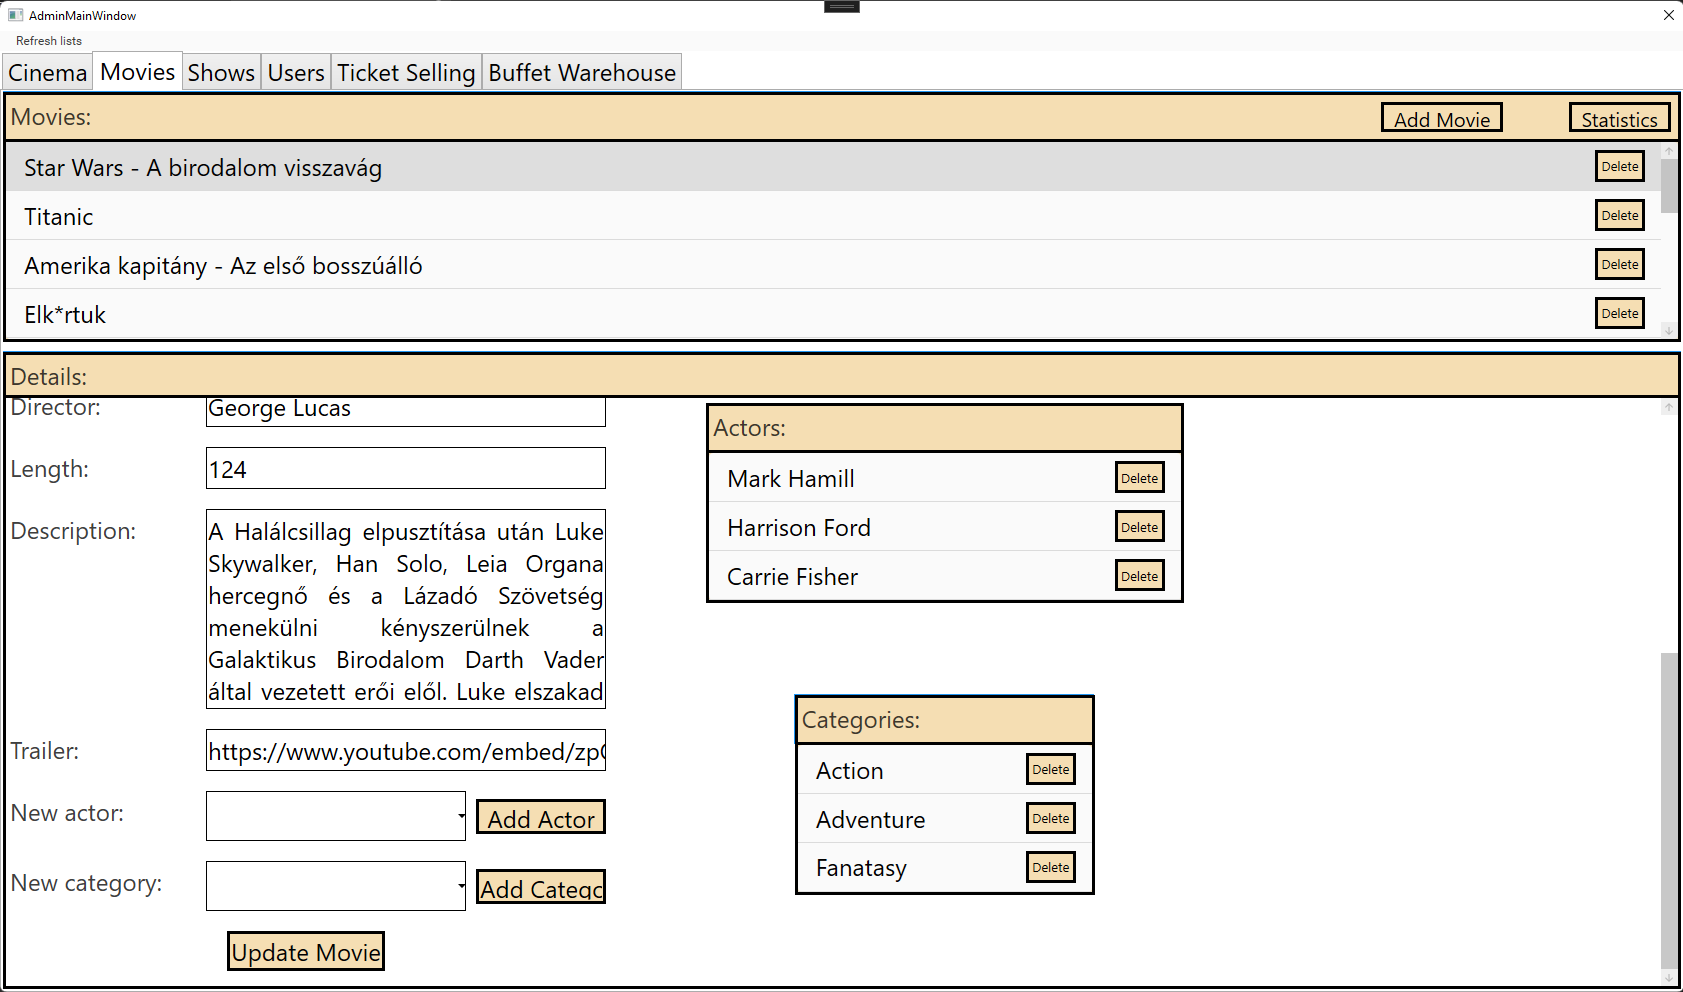 AdminMainWindow
Refresh lists
Cinema Movies Shows Users Ticket Selling Buffet Warehouse
Movies: Add Movie Statistics
Star Wars - A birodalom visszavág Delete
Titanic Delete
Amerika kapitány - Az első bosszúálló Delete
Elk*rtuk Delete
Details:
Director: George Lucas
Length: 124
Description: A Halálcsillag elpusztítása után Luke
Skywalker, Han Solo, Leia Organa
hercegnő és a Lázadó Szövetség
menekülni kényszerülnek a
Galaktikus Birodalom Darth Vader
által vezetett erői elől. Luke elszakad
Trailer: https://www.youtube.com/embed/zp
New actor: Add Actor
New category: Add Catego
Update Movie
Actors:
Mark Hamill Delete
Harrison Ford Delete
Carrie Fisher Delete
Categories:
Action Delete
Adventure Delete
Fanatasy Delete